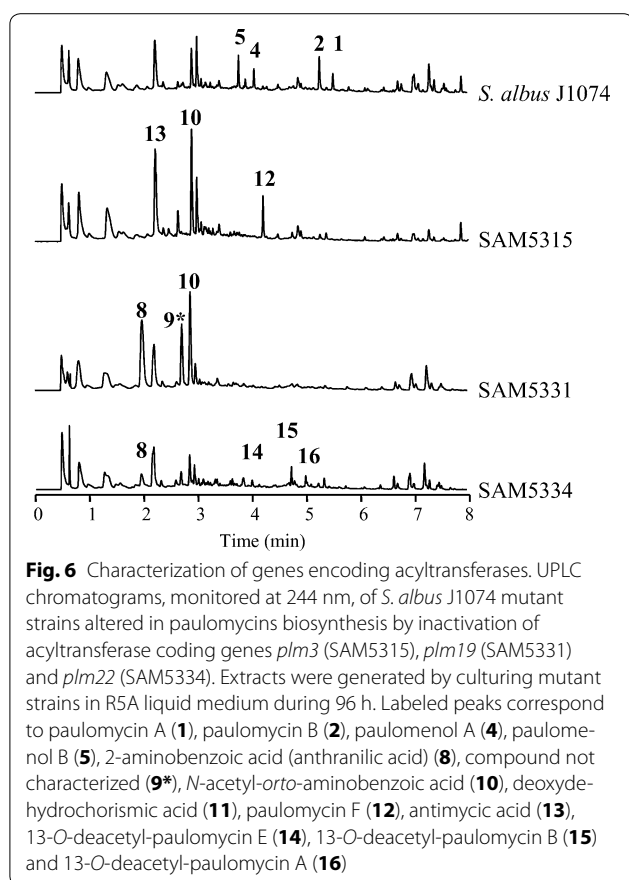 5 4 2 1
S. albus J1074
13 10 12
SAM5315
8 9* 10
SAM5331
8 14 15 16
SAM5334
0 1 2 3 4 5 6 7 8
Time (min)
Fig. 6 Characterization of genes encoding acyltransferases. UPLC
chromatograms, monitored at 244 nm, of S. albus J1074 mutant
strains altered in paulomycins biosynthesis by inactivation of
acyltransferase coding genes plm3 (SAM5315), plm19 (SAM5331)
and plm22 (SAM5334). Extracts were generated by culturing mutant
strains in R5A liquid medium during 96 h. Labeled peaks correspond
to paulomycin A (1), paulomycin B (2), paulomenol A (4), paulome-
nol B (5), 2-aminobenzoic acid (anthranilic acid) (8), compound not
characterized (9*), N-acetyl-orto-aminobenzoic acid (10), deoxyde-
hydrochorismic acid (11), paulomycin F (12), antimycic acid (13),
13-O-deacetyl-paulomycin E (14), 13-O-deacetyl-paulomycin B (15)
and 13-O-deacetyl-paulomycin A (16)